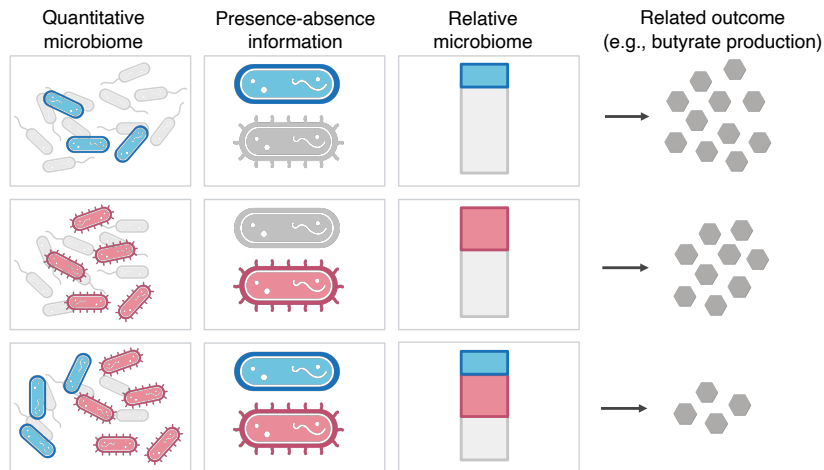 Quantitative
microbiome
Presence-absence
information
Relative
microbiome
Related outcome
(e.g., butyrate production)